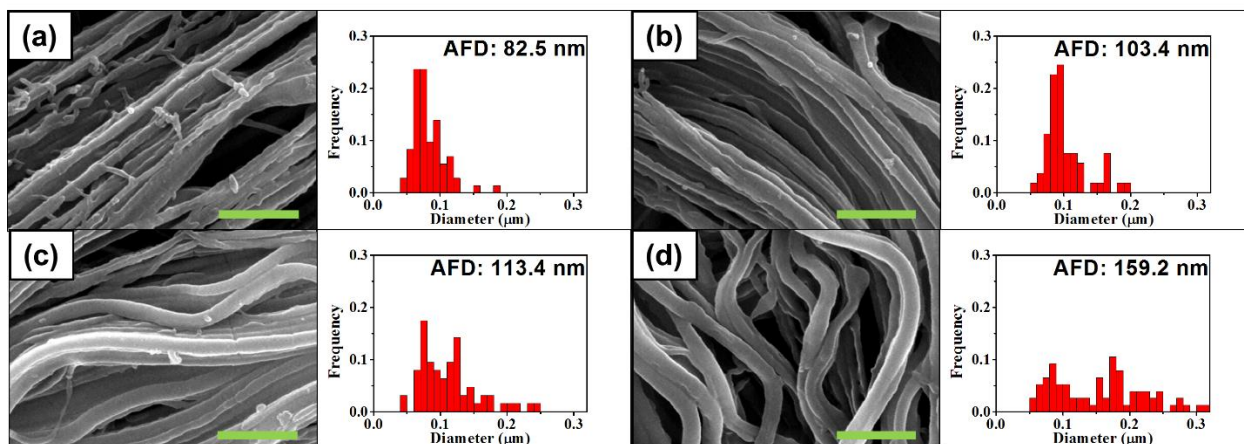 (a)
AFD: 82.5 nm
Frequency
0.3
0.2
0.1
0.0
0.0 0.1 0.2 0.3
Diameter (μm)
(b)
AFD: 103.4 nm
Frequency
0.3
0.2
0.1
0.0
0.0 0.1 0.2 0.3
Diameter (μm)
(c)
AFD: 113.4 nm
Frequency
0.3
0.2
0.1
0.0
0.0 0.1 0.2 0.3
Diameter (μm)
(d)
AFD: 159.2 nm
Frequency
0.3
0.2
0.1
0.0
0.0 0.1 0.2 0.3
Diameter (μm)